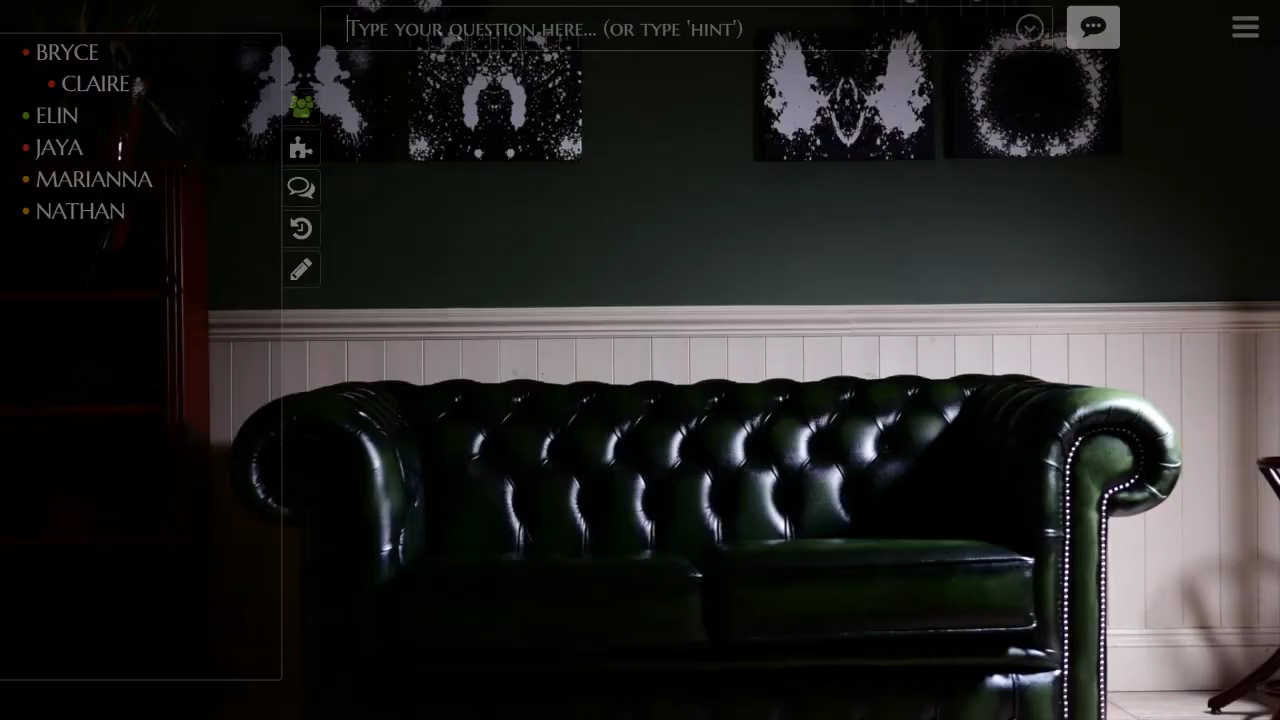 Type your question here... (or type 'hint')
BRYCE
CLAIRE
ELIN
JAYA
MARIANNA
NATHAN